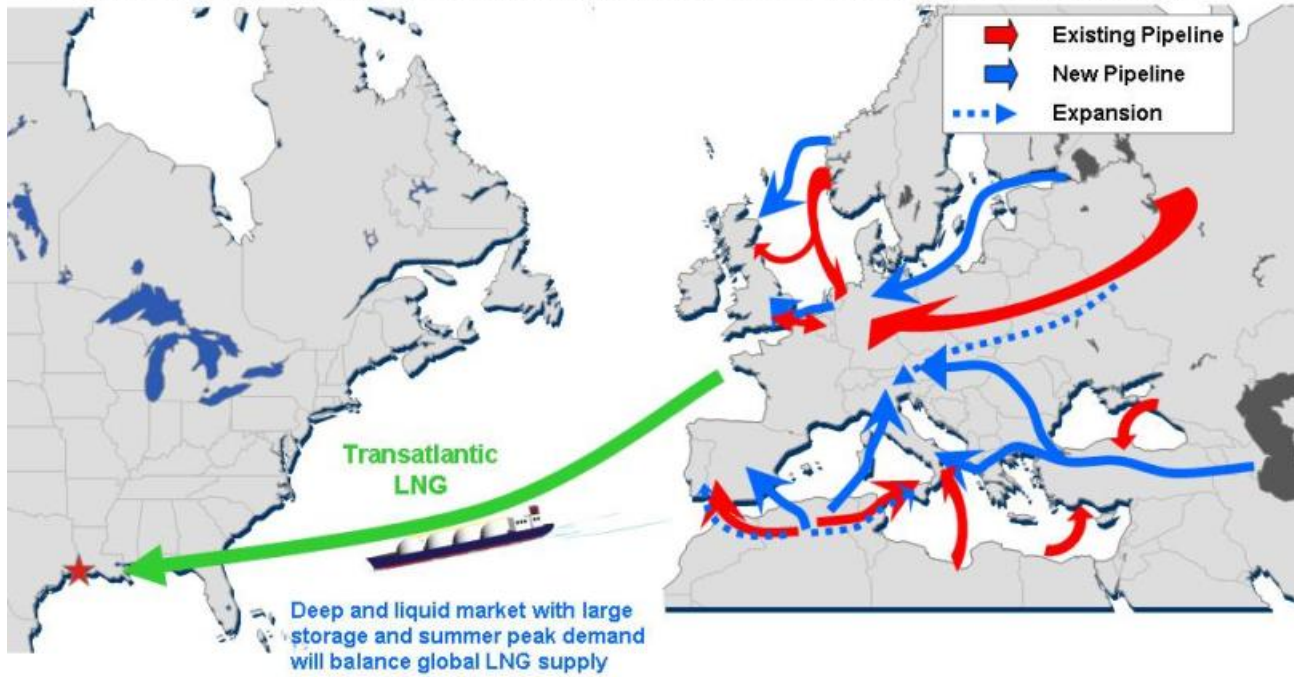 Existing Pipeline
New Pipeline
Expansion
Transatlantic
LNG
Deep and liquid market with large
storage and summer peak demand
will balance global LNG supply